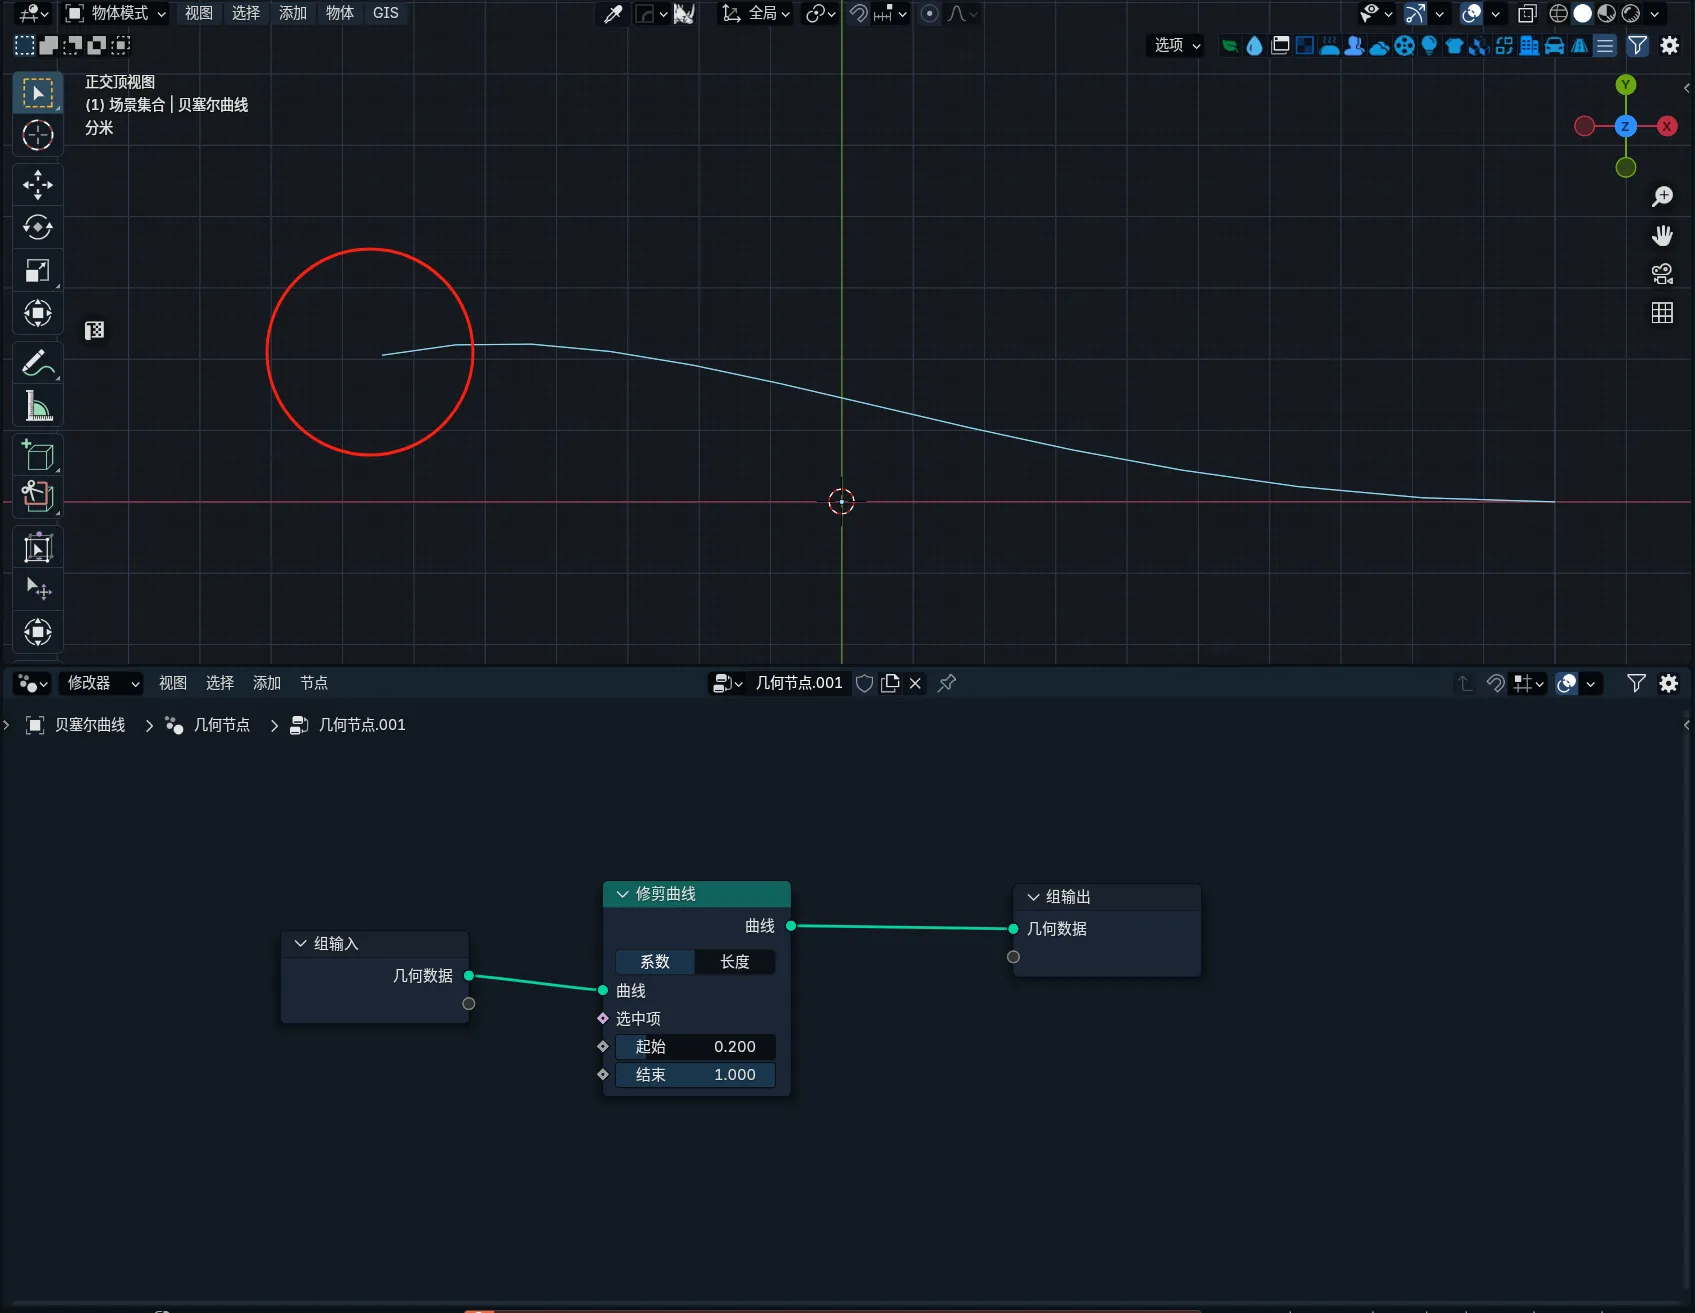 物体模式 视图 选择 添加 物体 GIS 全局
选项
正交顶视图
(1) 场景集合 | 贝塞尔曲线
分米
Y
Z X
修改器 视图 选择 添加 节点 几何节点.001
贝塞尔曲线 几何节点 几何节点.001
修剪曲线
曲线
系数 长度
曲线
选中项
起始 0.200
结束 1.000
组输入
几何数据
组输出
几何数据